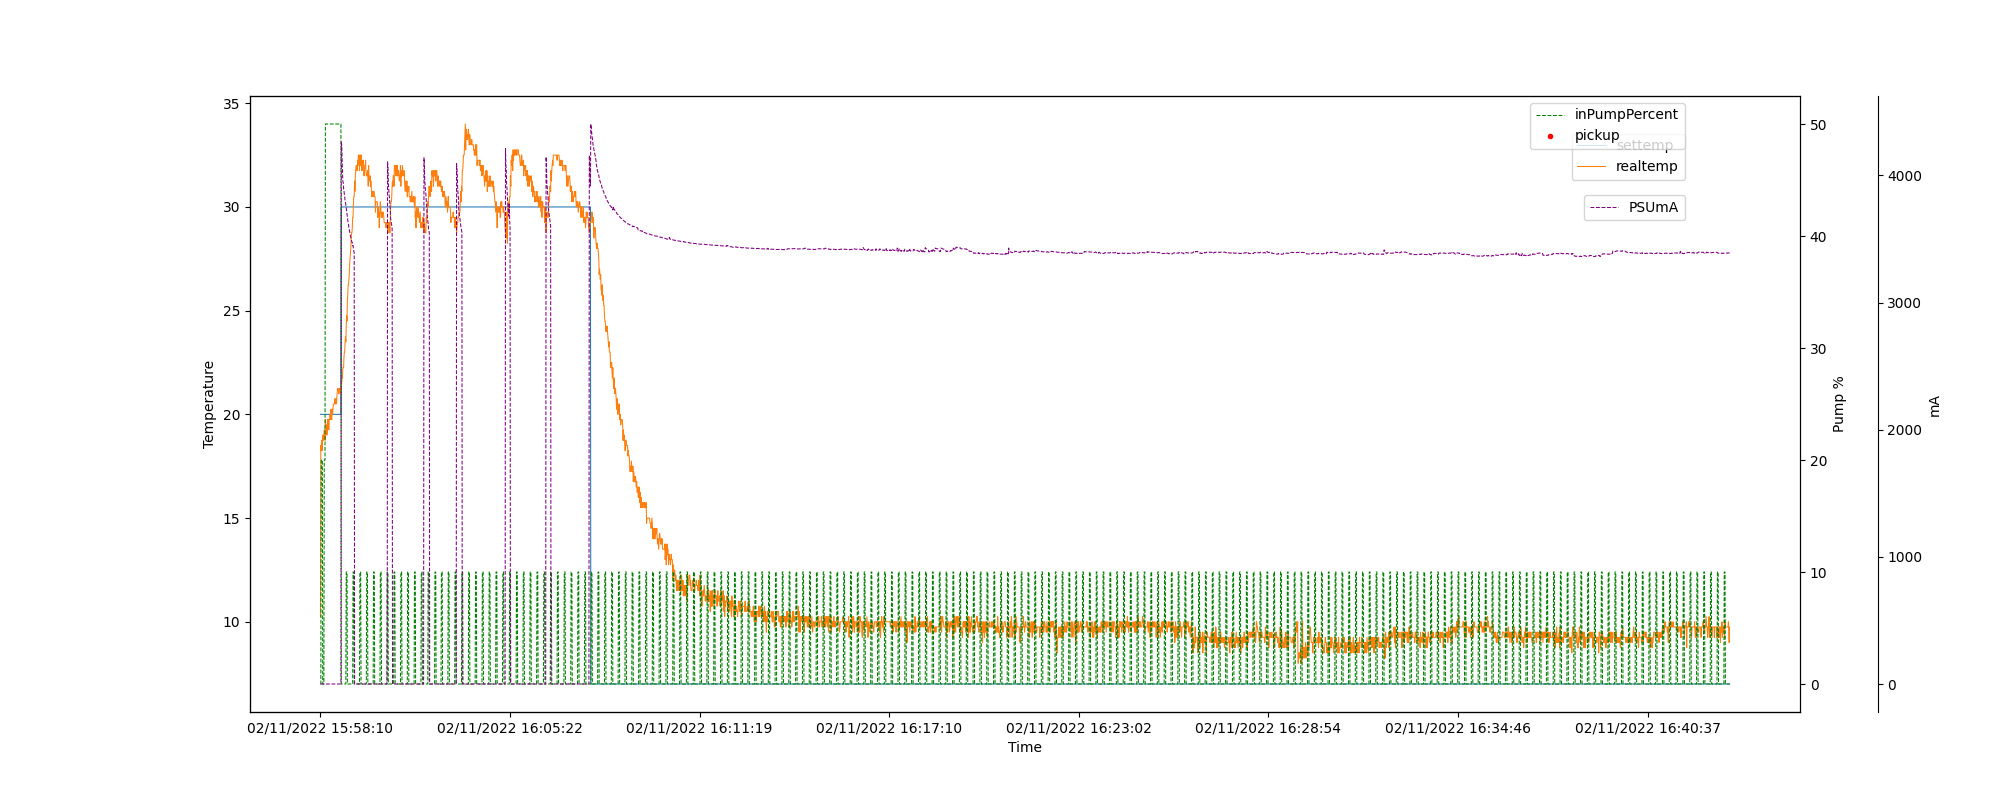 35
30
25
20
15
10
Temperature
inPumpPercent
pickup
settemp
realtemp
PSUmA
50
40
30
20
10
0
Pump %
4000
3000
2000
1000
0
mA
02/11/2022 15:58:10
02/11/2022 16:05:22
02/11/2022 16:11:19
02/11/2022 16:17:10
02/11/2022 16:23:02
02/11/2022 16:28:54
02/11/2022 16:34:46
02/11/2022 16:40:37
Time